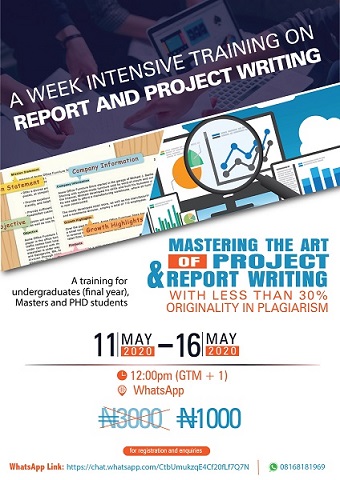 A WEEK INTENSIVE TRAINING ON
REPORT AND PROJECT WRITING
Mission Statement
Company Information
Objective
Growth Highlights
MASTERING THE ART
OF PROJECT
& REPORT WRITING
WITH LESS THAN 30%
ORIGINALITY IN PLAGIARISM
A training for
undergraduates (final year),
Masters and PHD students
11 MAY 2020 – 16 MAY 2020
12:00pm (GTM + 1)
WhatsApp
₦3000 ₦1000
for registration and enquiries
WhatsApp Link: https://chat.whatsapp.com/CtbUmukzqE4Cf20fLf7Q7N | 08168181969